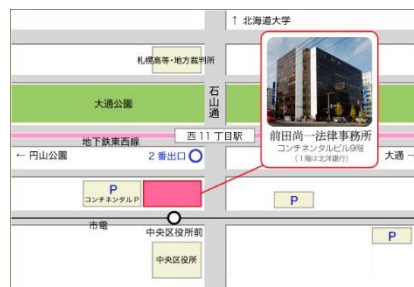 ↑ 北海道大学
札幌高等・地方裁判所
石山通
大通公園
西11丁目駅
地下鉄東西線
← 円山公園
2番出口
前田尚一法律事務所
コンチネンタルビル9階
(1階は北洋銀行)
大通 →
P
コンチネンタルP
P
市電
中央区役所前
P
中央区役所